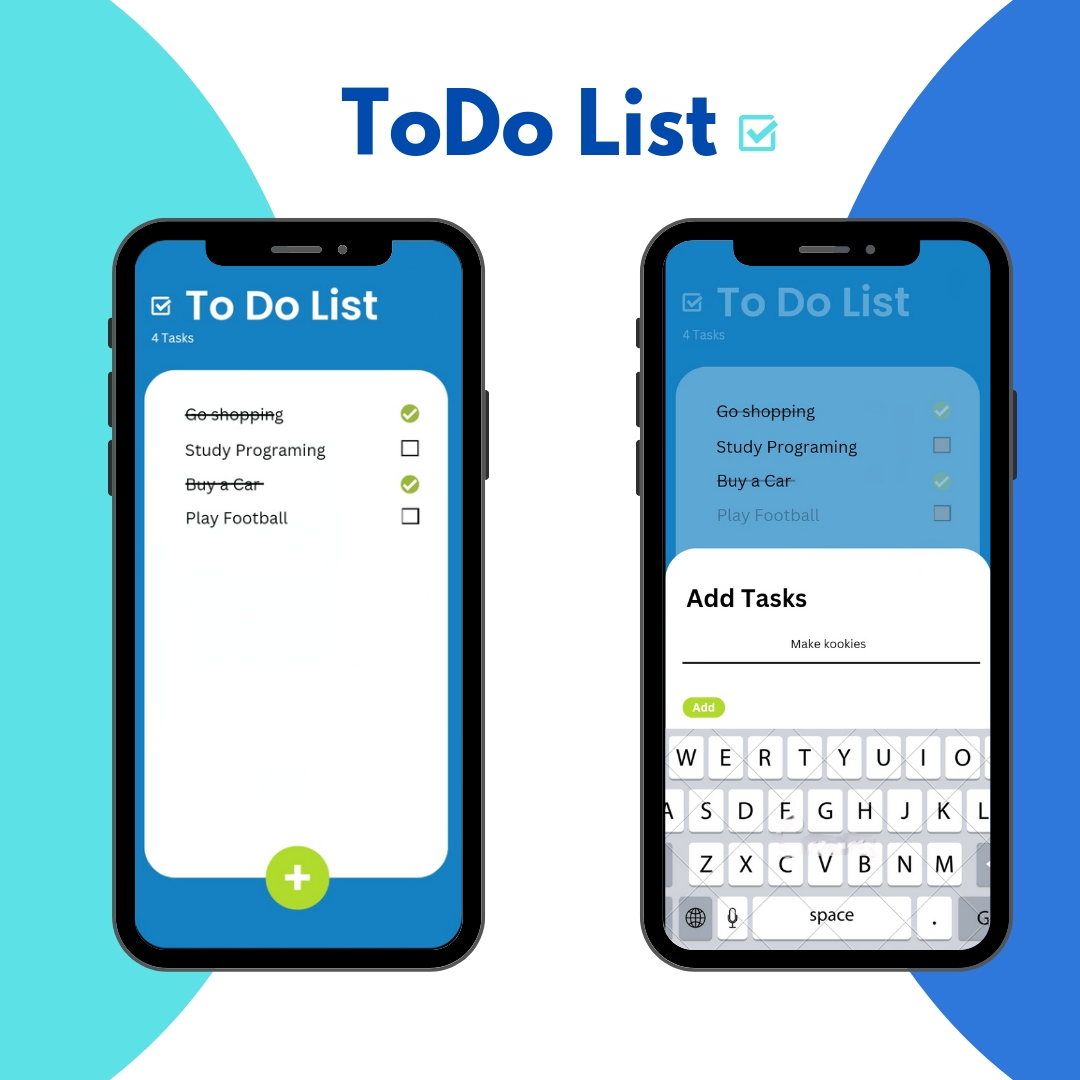 ToDo List
To Do List
4 Tasks
Go shopping
Study Programing
Buy a Car
Play Football
To Do List
4 Tasks
Go shopping
Study Programing
Buy a Car
Play Football
Add Tasks
Make kookies
Add
W E R T Y U I O
A S D F G H J K L
Z X C V B N M
space .
G